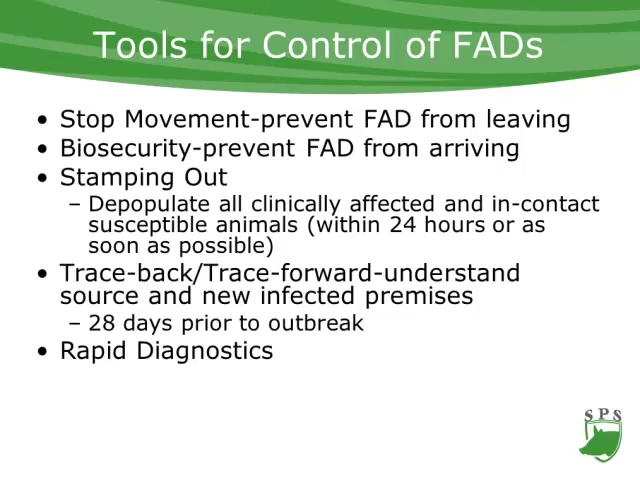 Tools for Control of FADs
• Stop Movement-prevent FAD from leaving
• Biosecurity-prevent FAD from arriving
• Stamping Out
– Depopulate all clinically affected and in-contact
susceptible animals (within 24 hours or as
soon as possible)
• Trace-back/Trace-forward-understand
source and new infected premises
– 28 days prior to outbreak
• Rapid Diagnostics
SPS